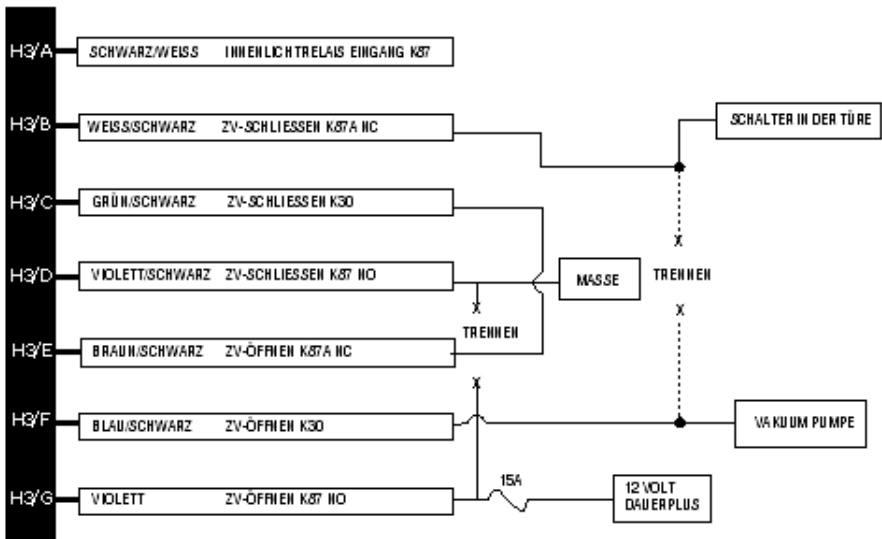 H3/A SCHWARZ/WEISS INNENLICHTRELAIS EINGANG K87
H3/B WEISS/SCHWARZ ZV-SCHLIESSEN K87A NC
SCHALTER IN DER TÜRE
H3/C GRÜN/SCHWARZ ZV-SCHLIESSEN K30
X
H3/D VIOLETT/SCHWARZ ZV-SCHLIESSEN K87 NO
MASSE
TRENNEN
X
X
TRENNEN
H3/E BRAUN/SCHWARZ ZV-ÖFFNEN K87A NC
X
H3/F BLAU/SCHWARZ ZV-ÖFFNEN K30
VAKUUM PUMPE
H3/G VIOLETT ZV-ÖFFNEN K87 NO
15A
12 VOLT
DAUERPLUS